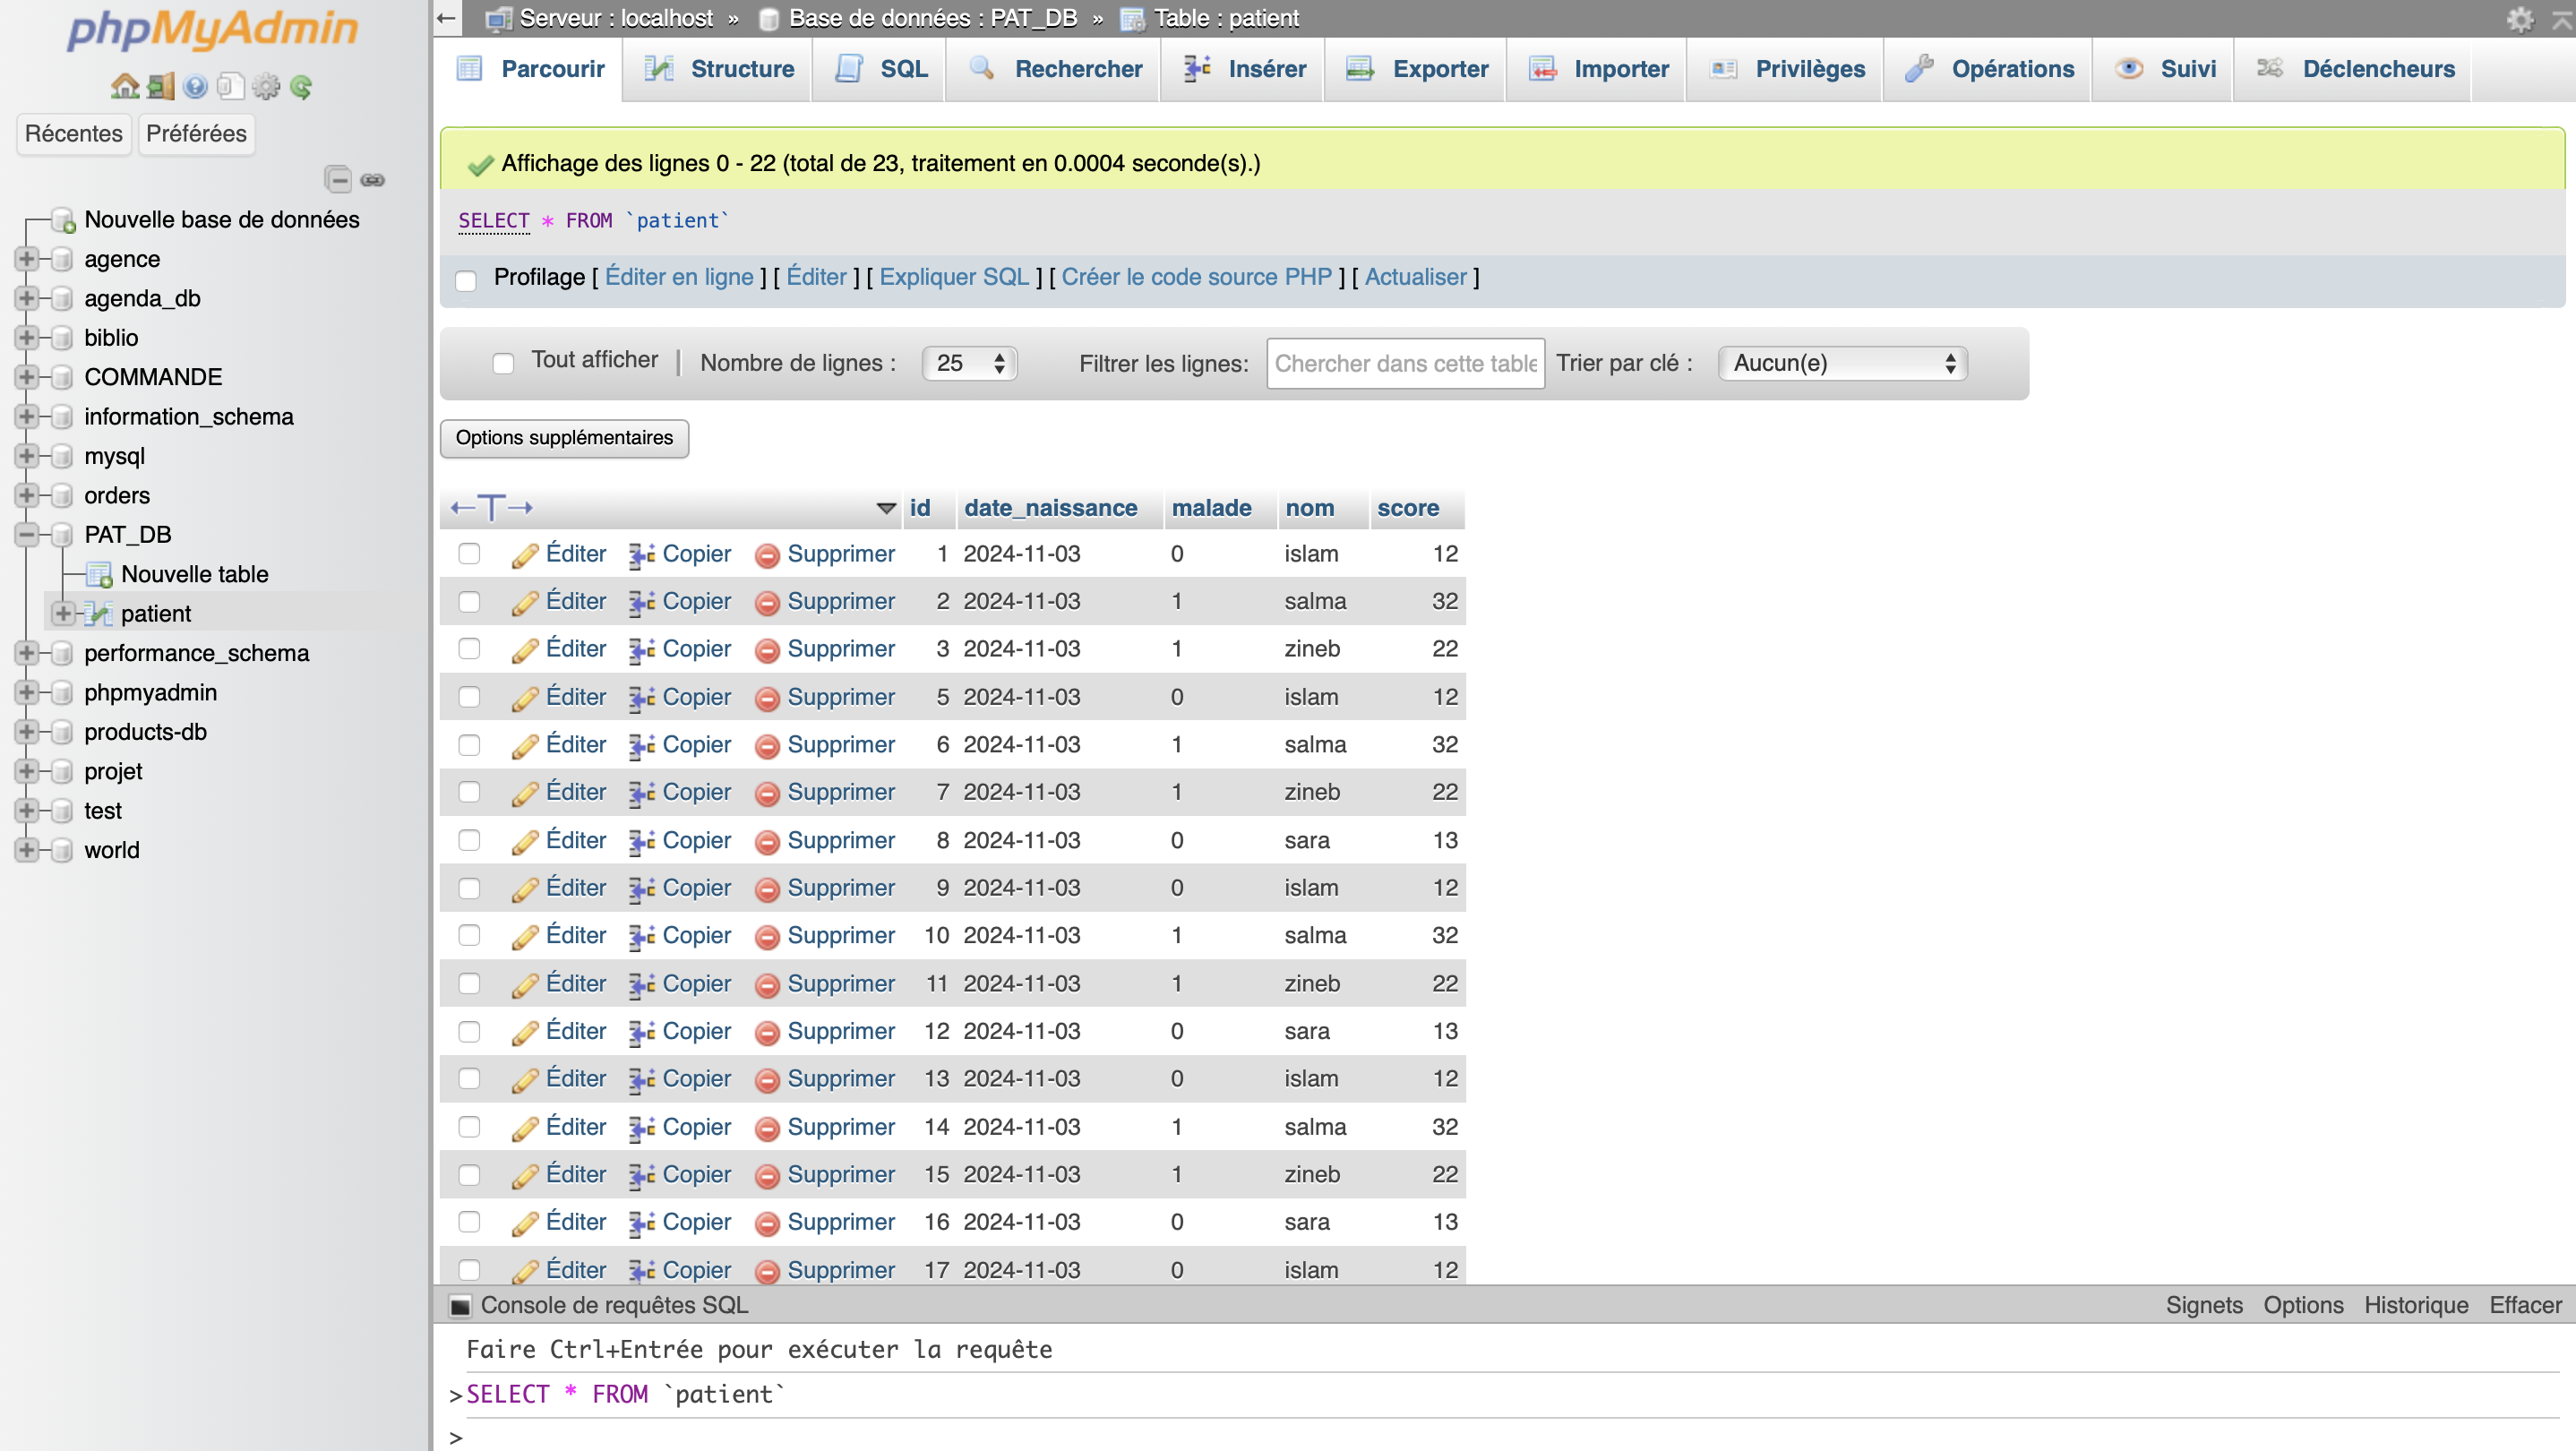 phpMyAdmin
Récentes Préférées
Nouvelle base de données
agence
agenda_db
biblio
COMMANDE
information_schema
mysql
orders
PAT_DB
Nouvelle table
patient
performance_schema
phpmyadmin
products-db
projet
test
world
Serveur : localhost » Base de données : PAT_DB » Table : patient
Parcourir Structure SQL Rechercher Insérer Exporter Importer Privilèges Opérations Suivi Déclencheurs
Affichage des lignes 0 - 22 (total de 23, traitement en 0.0004 seconde(s).)
SELECT * FROM `patient`
Profilage [ Éditer en ligne ] [ Éditer ] [ Expliquer SQL ] [ Créer le code source PHP ] [ Actualiser ]
Tout afficher | Nombre de lignes : 25 Filtrer les lignes: Chercher dans cette table Trier par clé : Aucun(e)
Options supplémentaires
←T→ id date_naissance malade nom score
Éditer Copier Supprimer 1 2024-11-03 0 islam 12
Éditer Copier Supprimer 2 2024-11-03 1 salma 32
Éditer Copier Supprimer 3 2024-11-03 1 zineb 22
Éditer Copier Supprimer 5 2024-11-03 0 islam 12
Éditer Copier Supprimer 6 2024-11-03 1 salma 32
Éditer Copier Supprimer 7 2024-11-03 1 zineb 22
Éditer Copier Supprimer 8 2024-11-03 0 sara 13
Éditer Copier Supprimer 9 2024-11-03 0 islam 12
Éditer Copier Supprimer 10 2024-11-03 1 salma 32
Éditer Copier Supprimer 11 2024-11-03 1 zineb 22
Éditer Copier Supprimer 12 2024-11-03 0 sara 13
Éditer Copier Supprimer 13 2024-11-03 0 islam 12
Éditer Copier Supprimer 14 2024-11-03 1 salma 32
Éditer Copier Supprimer 15 2024-11-03 1 zineb 22
Éditer Copier Supprimer 16 2024-11-03 0 sara 13
Éditer Copier Supprimer 17 2024-11-03 0 islam 12
Console de requêtes SQL Signets Options Historique Effacer
Faire Ctrl+Entrée pour exécuter la requête
>SELECT * FROM `patient`
>